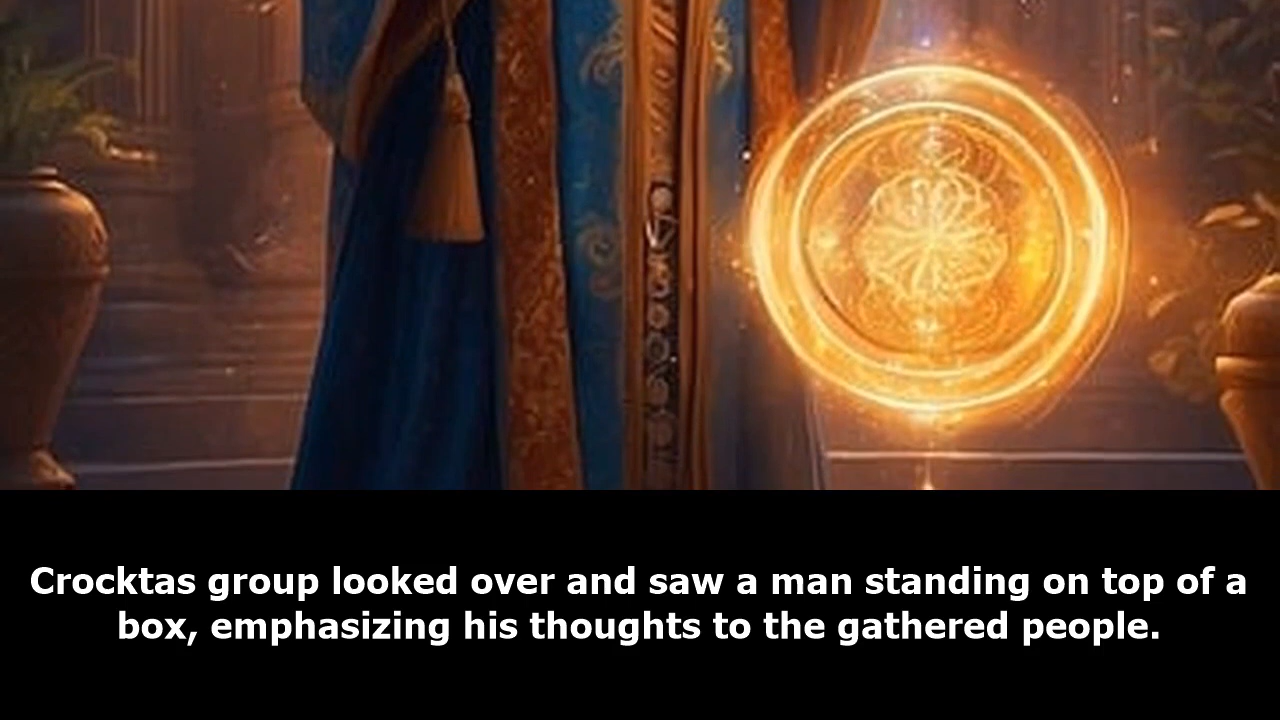 Crocktas group looked over and saw a man standing on top of a
box, emphasizing his thoughts to the gathered people.